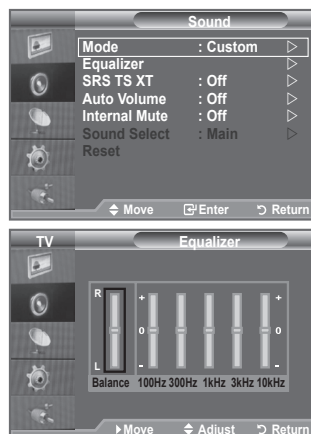 Sound
Mode : Custom
Equalizer
SRS TS XT : Off
Auto Volume : Off
Internal Mute : Off
Sound Select : Main
Reset
Move Enter Return
TV Equalizer
R + +
0 0
L - -
Balance 100Hz 300Hz 1kHz 3kHz 10kHz
Move Adjust Return